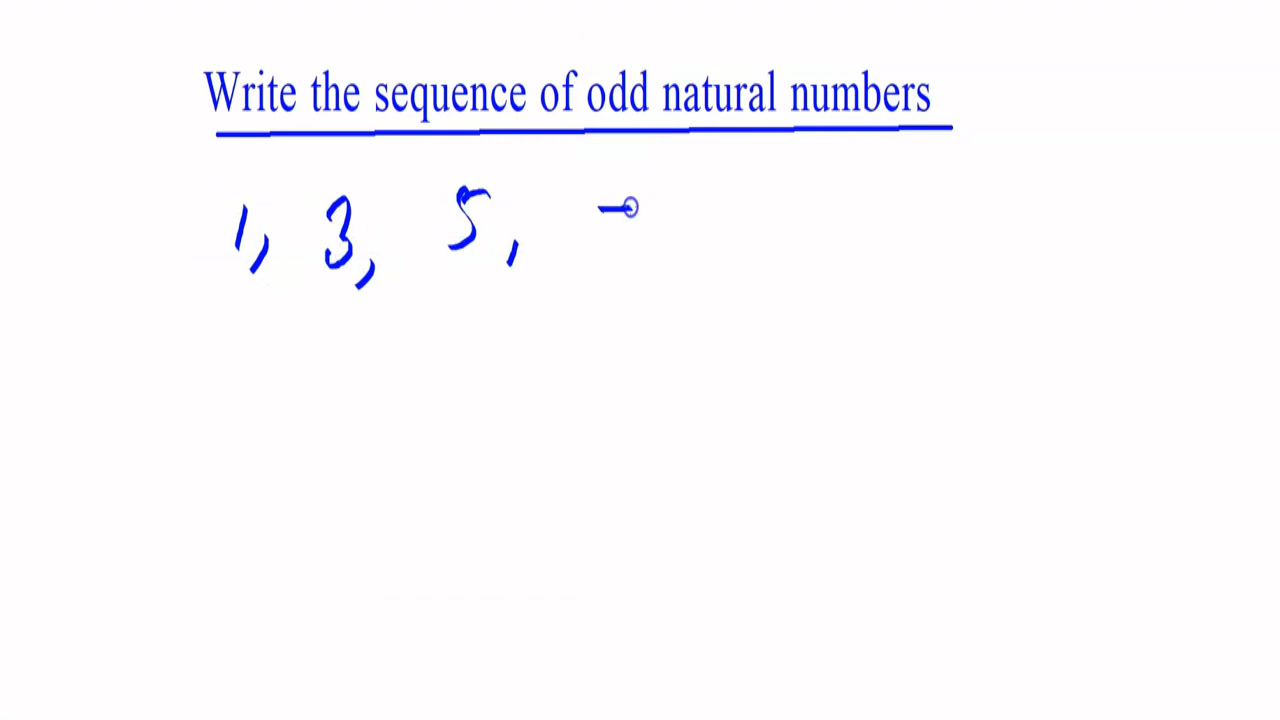 Write the sequence of odd natural numbers
1, 3, 5,